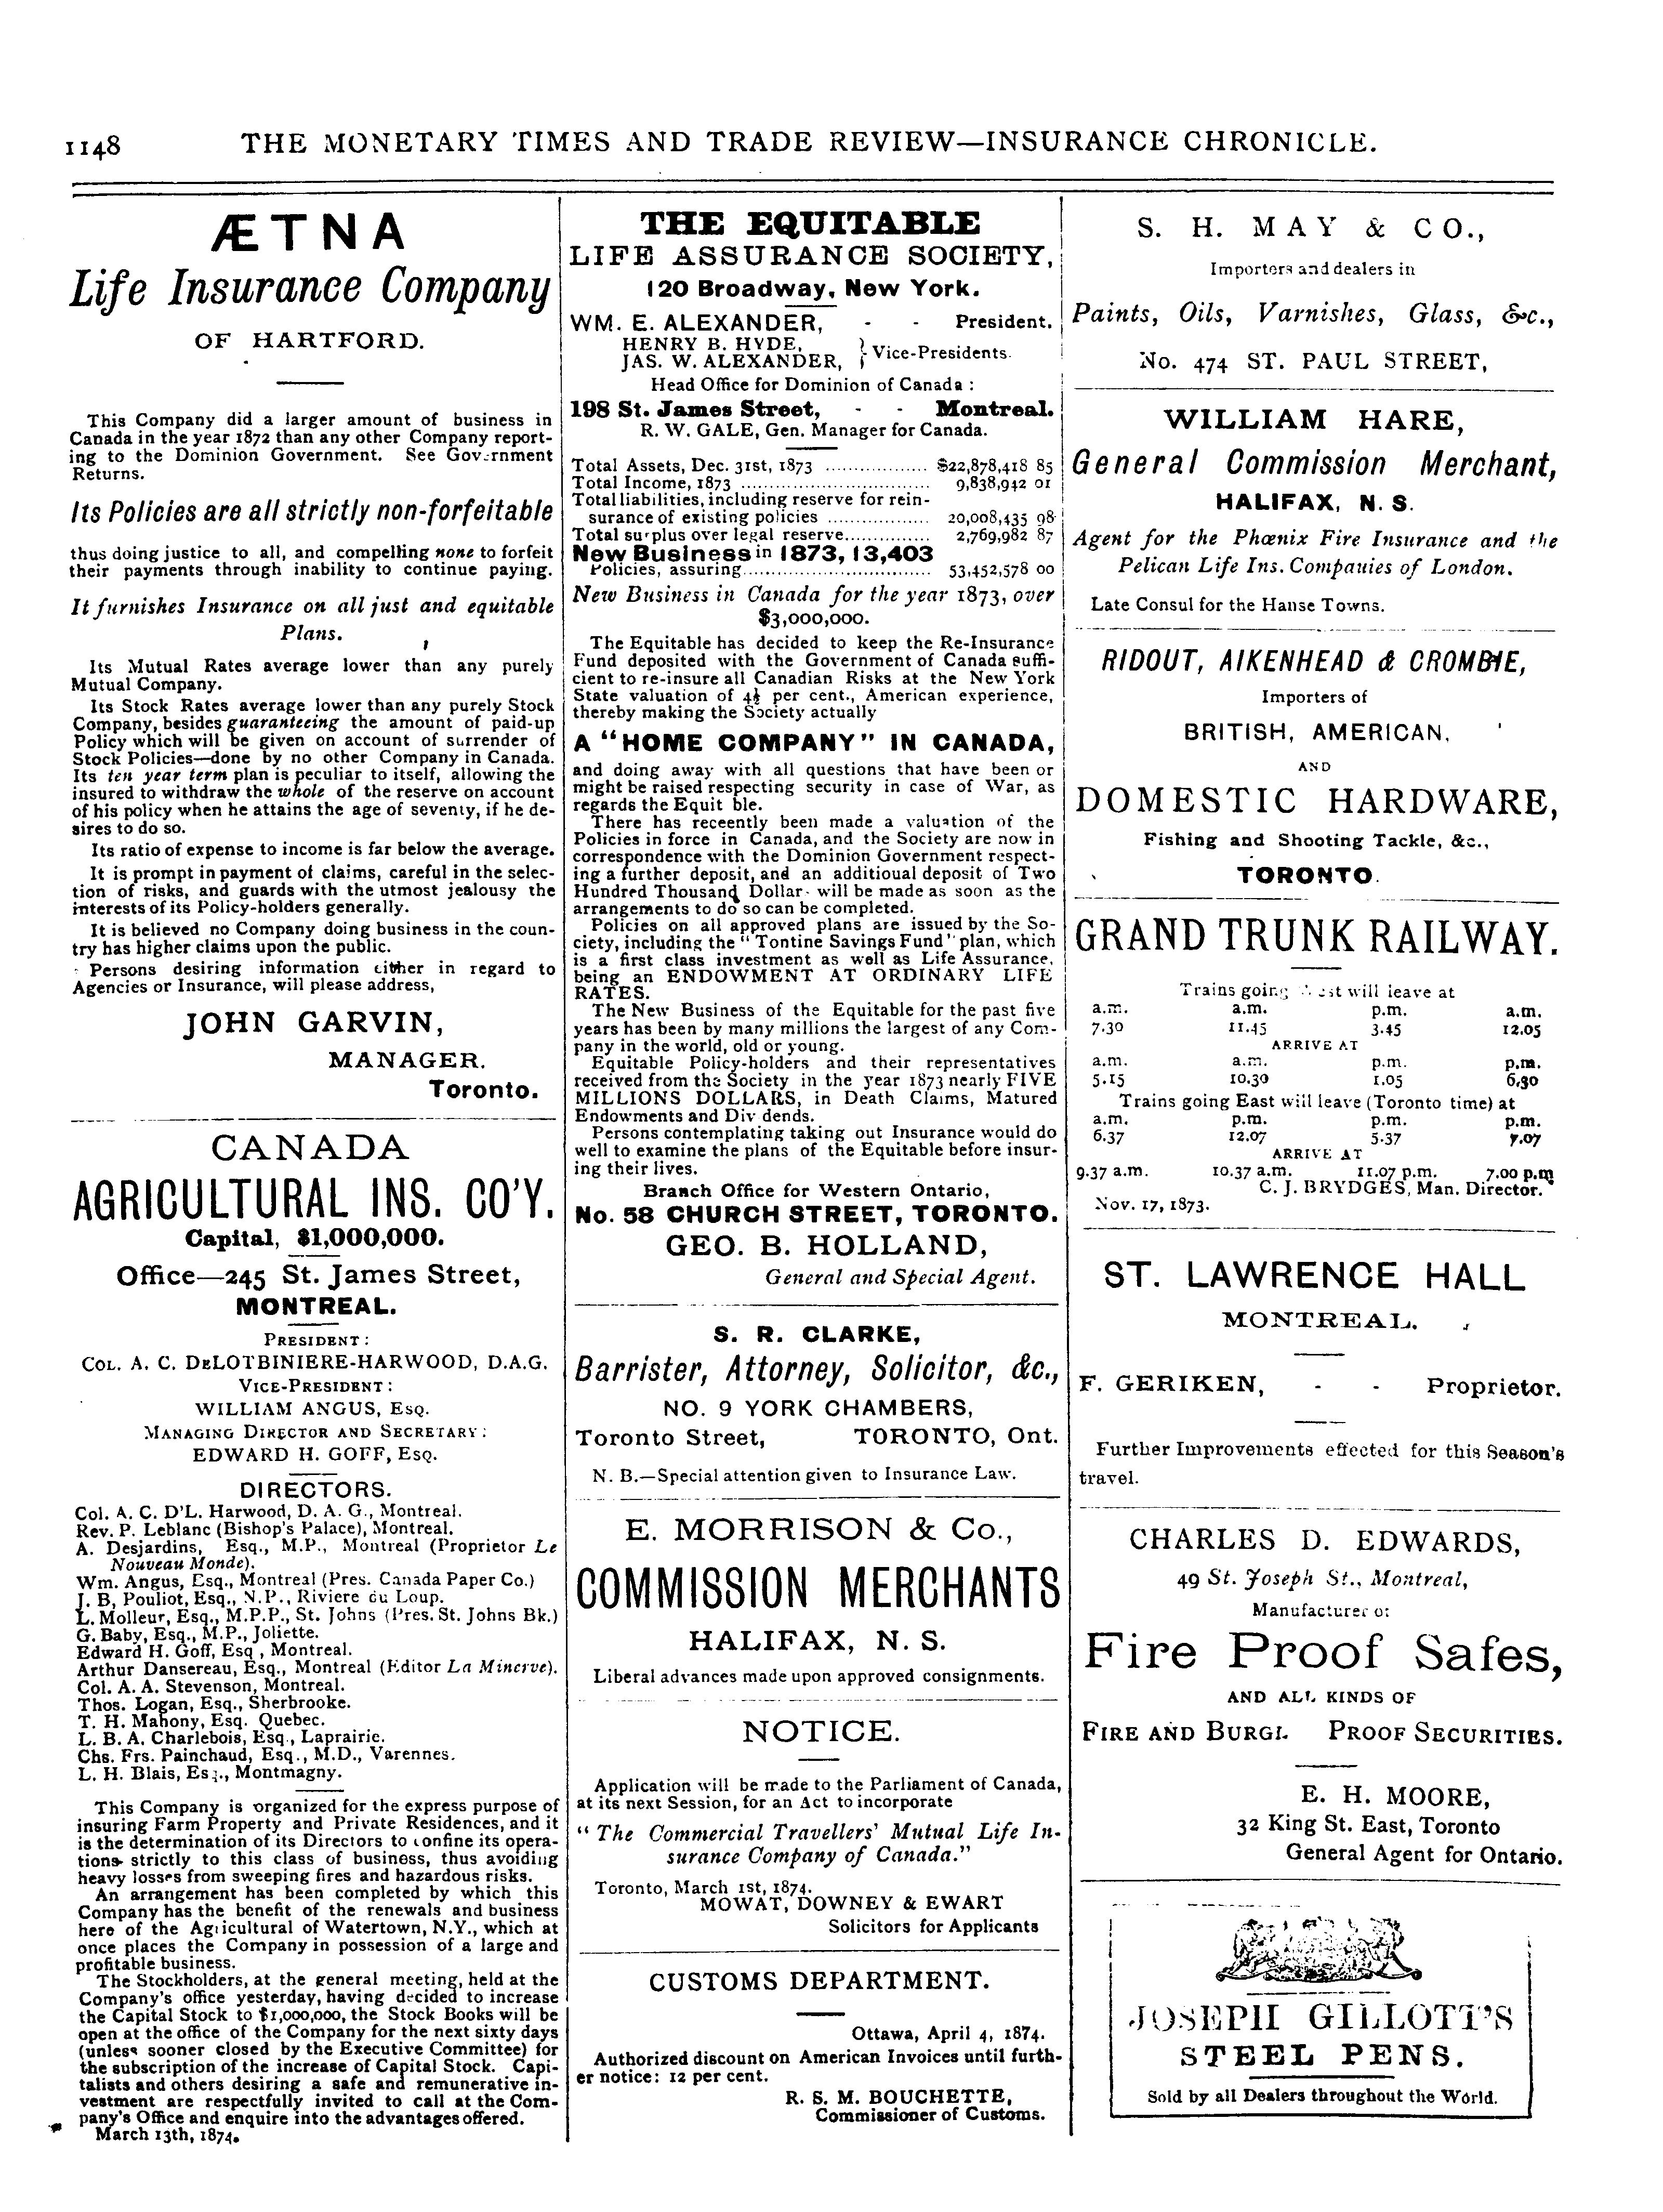 1148
THE MONETARY TIMES AND TRADE REVIEW—INSURANCE CHRONICLE.
ÆTNA
Life Insurance Company
OF HARTFORD.
This Company did a larger amount of business in
Canada in the year 1872 than any other Company report-
ing to the Dominion Government. See Government
Returns.
Its Policies are all strictly non-forfeitable
thus doing justice to all, and compelling none to forfeit
their payments through inability to continue paying.
It furnishes Insurance on all just and equitable
Plans.
Its Mutual Rates average lower than any purely
Mutual Company.
Its Stock Rates average lower than any purely Stock
Company, besides guaranteeing the amount of paid-up
Policy which will be given on account of surrender of
Stock Policies—done by no other Company in Canada.
Its ten year term plan is peculiar to itself, allowing the
insured to withdraw the whole of the reserve on account
of his policy when he attains the age of seventy, if he de-
sires to do so.
Its ratio of expense to income is far below the average.
It is prompt in payment of claims, careful in the selec-
tion of risks, and guards with the utmost jealousy the
interests of its Policy-holders generally.
It is believed no Company doing business in the coun-
try has higher claims upon the public.
Persons desiring information either in regard to
Agencies or Insurance, will please address,
JOHN GARVIN,
MANAGER.
Toronto.
CANADA
AGRICULTURAL INS. CO'Y.
Capital, $1,000,000.
Office—245 St. James Street,
MONTREAL.
PRESIDENT:
COL. A. C. DeLOTBINIERE-HARWOOD, D.A.G.
VICE-PRESIDENT:
WILLIAM ANGUS, ESQ.
MANAGING DIRECTOR AND SECRETARY:
EDWARD H. GOFF, ESQ.
DIRECTORS.
Col. A. C. D'L. Harwood, D. A. G., Montreal.
Rev. P. Leblanc (Bishop's Palace), Montreal.
A. Desjardins, Esq., M.P., Montreal (Proprietor Le
Nouveau Monde).
Wm. Angus, Esq., Montreal (Pres. Canada Paper Co.)
J. B, Pouliot, Esq., N.P., Riviere du Loup.
L. Molleur, Esq., M.P.P., St. Johns (Pres. St. Johns Bk.)
G. Baby, Esq., M.P., Joliette.
Edward H. Goff, Esq , Montreal.
Arthur Dansereau, Esq., Montreal (Editor La Minerve).
Col. A. A. Stevenson, Montreal.
Thos. Logan, Esq., Sherbrooke.
T. H. Mahony, Esq. Quebec.
L. B. A. Charlebois, Esq., Laprairie.
Chs. Frs. Painchaud, Esq., M.D., Varennes.
L. H. Blais, Esq., Montmagny.
This Company is organized for the express purpose of
insuring Farm Property and Private Residences, and it
is the determination of its Directors to confine its opera-
tions strictly to this class of business, thus avoiding
heavy losses from sweeping fires and hazardous risks.
An arrangement has been completed by which this
Company has the benefit of the renewals and business
here of the Agricultural of Watertown, N.Y., which at
once places the Company in possession of a large and
profitable business.
The Stockholders, at the general meeting, held at the
Company's office yesterday, having decided to increase
the Capital Stock to $1,000,000, the Stock Books will be
open at the office of the Company for the next sixty days
(unless sooner closed by the Executive Committee) for
the subscription of the increase of Capital Stock. Capi-
talists and others desiring a safe and remunerative in-
vestment are respectfully invited to call at the Com-
pany's Office and enquire into the advantages offered.
March 13th, 1874.
THE EQUITABLE
LIFE ASSURANCE SOCIETY,
120 Broadway, New York.
WM. E. ALEXANDER, - - President.
HENRY B. HYDE,
JAS. W. ALEXANDER, } Vice-Presidents.
Head Office for Dominion of Canada :
198 St. James Street, - - Montreal.
R. W. GALE, Gen. Manager for Canada.
Total Assets, Dec. 31st, 1873 .................. $22,878,418 85
Total Income, 1873 .............................. 9,838,942 01
Total liabilities, including reserve for rein-
surance of existing policies .................. 20,008,435 98
Total surplus over legal reserve............... 2,769,982 87
New Business in 1873, 13,403
Policies, assuring................................ 53,452,578 00
New Business in Canada for the year 1873, over
$3,000,000.
The Equitable has decided to keep the Re-Insurance
Fund deposited with the Government of Canada suffi-
cient to re-insure all Canadian Risks at the New York
State valuation of 4½ per cent., American experience,
thereby making the Society actually
A "HOME COMPANY" IN CANADA,
and doing away with all questions that have been or
might be raised respecting security in case of War, as
regards the Equit ble.
There has receently been made a valuation of the
Policies in force in Canada, and the Society are now in
correspondence with the Dominion Government respect-
ing a further deposit, and an additioual deposit of Two
Hundred Thousand Dollar- will be made as soon as the
arrangements to do so can be completed.
Policies on all approved plans are issued by the So-
ciety, including the "Tontine Savings Fund" plan, which
is a first class investment as well as Life Assurance,
being an ENDOWMENT AT ORDINARY LIFE
RATES.
The New Business of the Equitable for the past five
years has been by many millions the largest of any Com-
pany in the world, old or young.
Equitable Policy-holders and their representatives
received from the Society in the year 1873 nearly FIVE
MILLIONS DOLLARS, in Death Claims, Matured
Endowments and Div dends.
Persons contemplating taking out Insurance would do
well to examine the plans of the Equitable before insur-
ing their lives.
Branch Office for Western Ontario,
No. 58 CHURCH STREET, TORONTO.
GEO. B. HOLLAND,
General and Special Agent.
S. R. CLARKE,
Barrister, Attorney, Solicitor, &c.,
NO. 9 YORK CHAMBERS,
Toronto Street, TORONTO, Ont.
N. B.—Special attention given to Insurance Law.
E. MORRISON & Co.,
COMMISSION MERCHANTS
HALIFAX, N. S.
Liberal advances made upon approved consignments.
NOTICE.
Application will be made to the Parliament of Canada,
at its next Session, for an Act to incorporate
"The Commercial Travellers' Mutual Life In-
surance Company of Canada."
Toronto, March 1st, 1874.
MOWAT, DOWNEY & EWART
Solicitors for Applicants
CUSTOMS DEPARTMENT.
Ottawa, April 4, 1874.
Authorized discount on American Invoices until furth-
er notice: 12 per cent.
R. S. M. BOUCHETTE,
Commissioner of Customs.
S. H. MAY & CO.,
Importers and dealers in
Paints, Oils, Varnishes, Glass, &c.,
No. 474 ST. PAUL STREET,
WILLIAM HARE,
General Commission Merchant,
HALIFAX, N. S.
Agent for the Phœnix Fire Insurance and the
Pelican Life Ins. Compauies of London.
Late Consul for the Hanse Towns.
RIDOUT, AIKENHEAD & CROMBIE,
Importers of
BRITISH, AMERICAN,
AND
DOMESTIC HARDWARE,
Fishing and Shooting Tackle, &c.,
TORONTO.
GRAND TRUNK RAILWAY.
Trains going will leave at
a.m. a.m. p.m. a.m.
7.30 11.45 3.45 12.05
ARRIVE AT
a.m. a.m. p.m. p.m.
5.15 10.30 1.05 6.30
Trains going East will leave (Toronto time) at
a.m. p.m. p.m. p.m.
6.37 12.07 5.37 7.07
ARRIVE AT
9.37 a.m. 10.37 a.m. 11.07 p.m. 7.00 p.m
C. J. BRYDGES, Man. Director.
Nov. 17, 1873.
ST. LAWRENCE HALL
MONTREAL.
F. GERIKEN, - - Proprietor.
Further Improvements effected for this Season's
travel.
CHARLES D. EDWARDS,
49 St. Joseph St., Montreal,
Manufacturer of
Fire Proof Safes,
AND ALL KINDS OF
FIRE AND BURGL PROOF SECURITIES.
E. H. MOORE,
32 King St. East, Toronto
General Agent for Ontario.
JOSEPH GILLOTT'S
STEEL PENS.
Sold by all Dealers throughout the World.